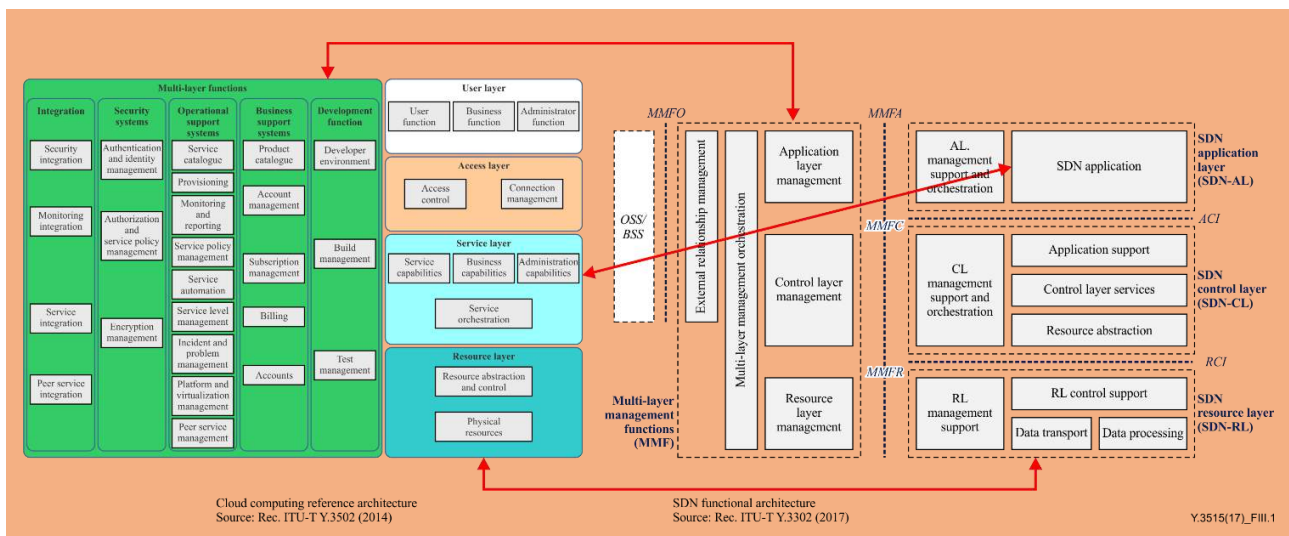 Multi-layer functions
Integration
Security
integration
Monitoring
integration
Service
integration
Peer service
integration
Security
systems
Authentication
and identity
management
Authorization
and
service policy
management
Encryption
management
Operational
support
systems
Service
catalogue
Provisioning
Monitoring
and
reporting
Service policy
management
Service
automation
Service level
management
Incident and
problem
management
Platform and
virtualization
management
Peer service
management
Business
support
systems
Product
catalogue
Account
management
Subscription
management
Billing
Accounts
Development
function
Developer
environment
Build
management
Test
management
User layer
User
function
Business
function
Administrator
function
Access layer
Access
control
Connection
management
Service layer
Service
capabilities
Business
capabilities
Administration
capabilities
Service
orchestration
Resource layer
Resource abstraction
and control
Physical
resources
OSS/
BSS
MMFO
External relationship management
Multi-layer management orchestration
Application
layer
management
Control layer
management
Resource
layer
management
Multi-layer
management
functions
(MMF)
MMFA
MMFC
MMFR
AL.
management
support and
orchestration
SDN application
SDN
application
layer
(SDN-AL)
ACI
CL
management
support and
orchestration
Application support
Control layer services
Resource abstraction
SDN
control layer
(SDN-CL)
RCI
RL
management
support
RL control support
Data transport
Data processing
SDN
resource layer
(SDN-RL)
Cloud computing reference architecture
Source: Rec. ITU-T Y.3502 (2014)
SDN functional architecture
Source: Rec. ITU-T Y.3302 (2017)
Y.3515(17)_FIII.1